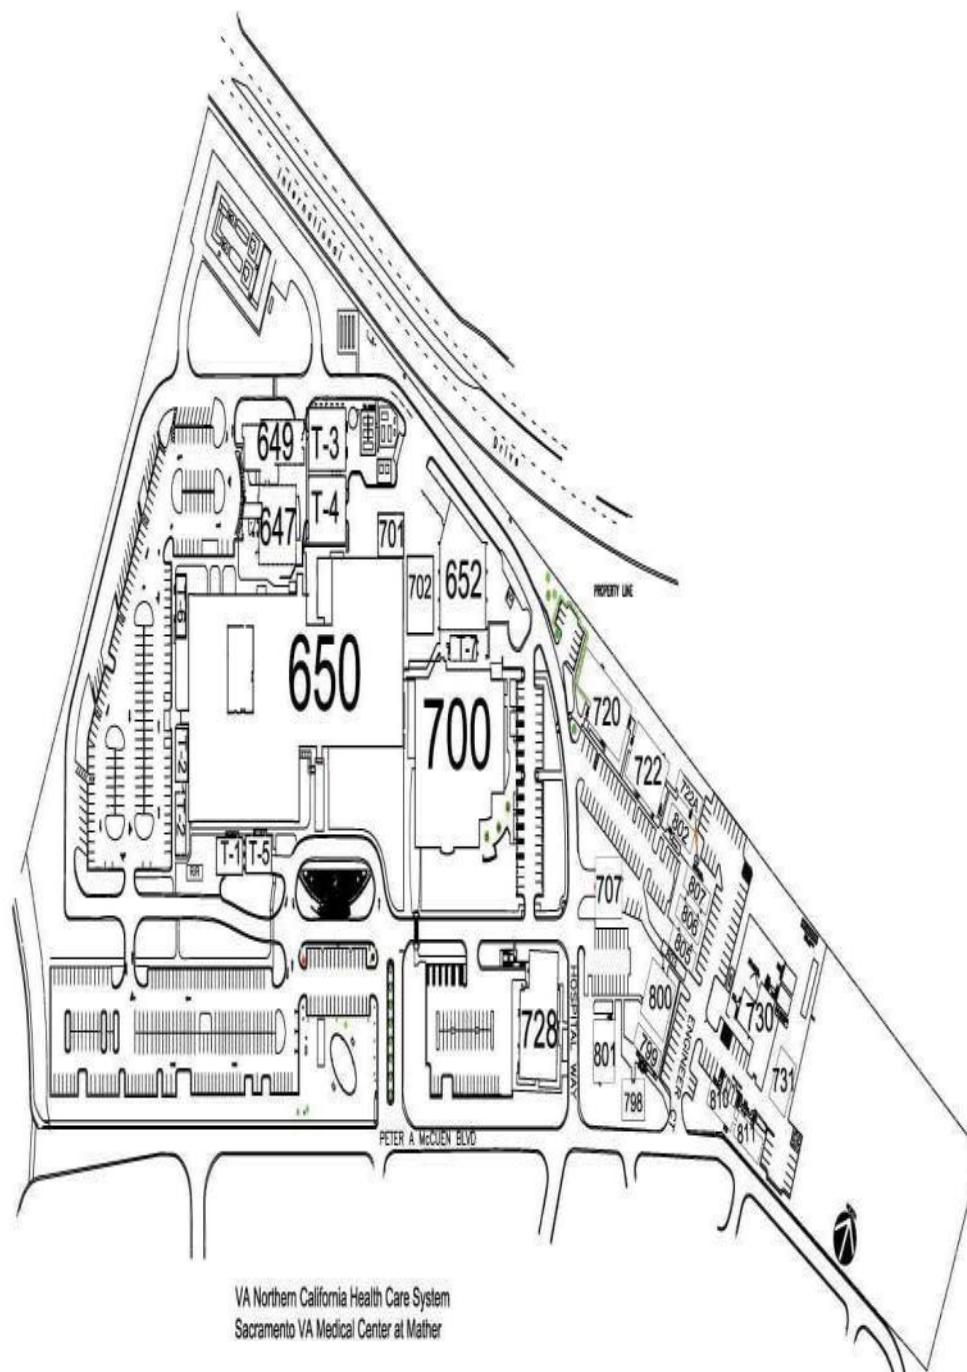 International
Drive
649
T-3
647
T-4
701
702
652
PROPERTY LINE
650
700
720
722
722A
802
T-2
T-1
T-5
707
807
806
805
800
728
HOSPITAL WAY
801
799
798
ENGINEER CT
730
731
810
811
PETER A McCUEN BLVD
VA Northern California Health Care System
Sacramento VA Medical Center at Mather